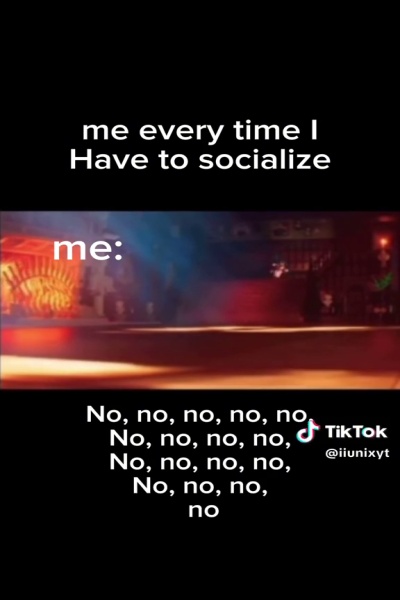 me every time I
Have to socialize
me:
No, no, no, no, no,
No, no, no, no,
No, no, no, no,
No, no, no,
no
TikTok
@iiunixyt